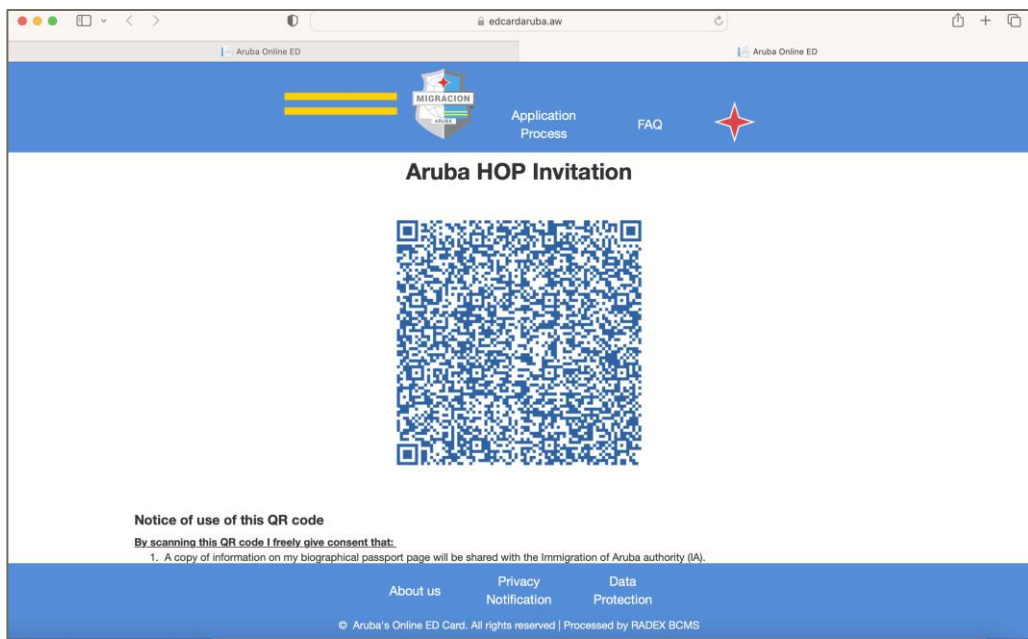 edcardaruba.aw
Aruba Online ED
Aruba Online ED
MIGRACION
ARUBA
Application
Process
FAQ
Aruba HOP Invitation
Notice of use of this QR code
By scanning this QR code I freely give consent that:
1. A copy of information on my biographical passport page will be shared with the Immigration of Aruba authority (IA).
About us
Privacy
Notification
Data
Protection
© Aruba's Online ED Card. All rights reserved | Processed by RADEX BCMS